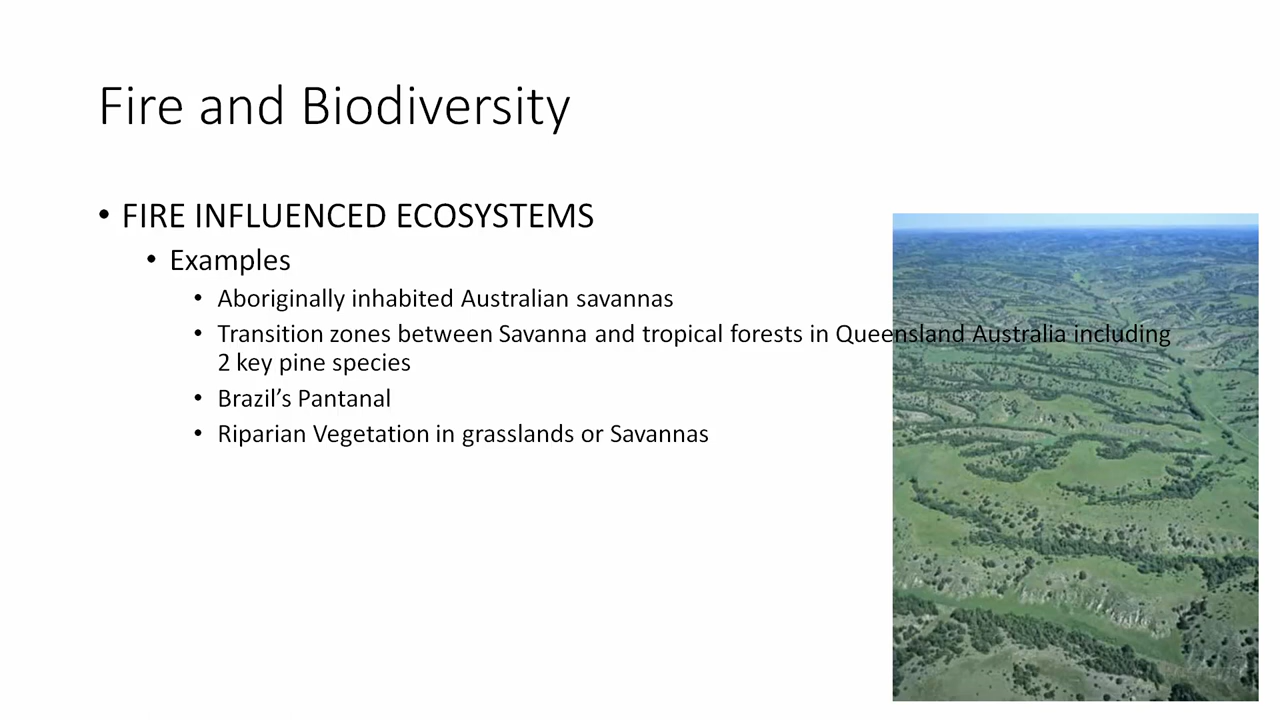 Fire and Biodiversity
• FIRE INFLUENCED ECOSYSTEMS
• Examples
• Aboriginally inhabited Australian savannas
• Transition zones between Savanna and tropical forests in Queensland Australia including
2 key pine species
• Brazil’s Pantanal
• Riparian Vegetation in grasslands or Savannas